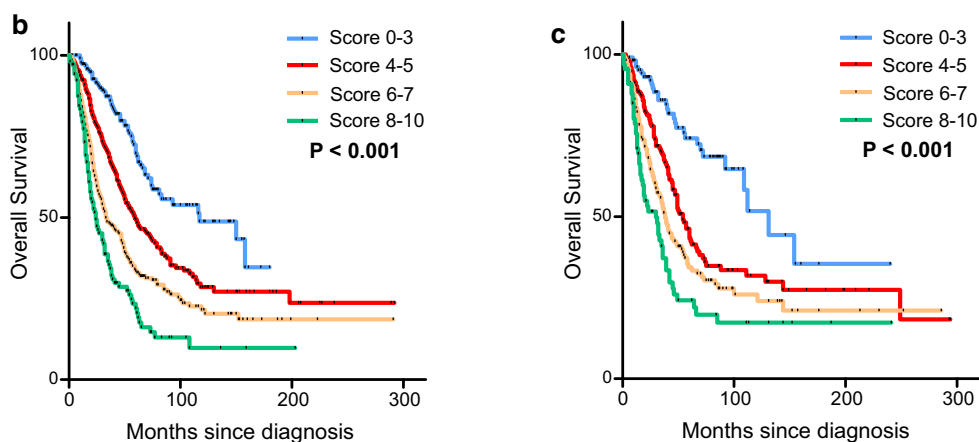 b
Score 0-3
Score 4-5
Score 6-7
Score 8-10
P < 0.001
100
50
0
Overall Survival
0 100 200 300
Months since diagnosis
c
Score 0-3
Score 4-5
Score 6-7
Score 8-10
P < 0.001
100
50
0
Overall Survival
0 100 200 300
Months since diagnosis